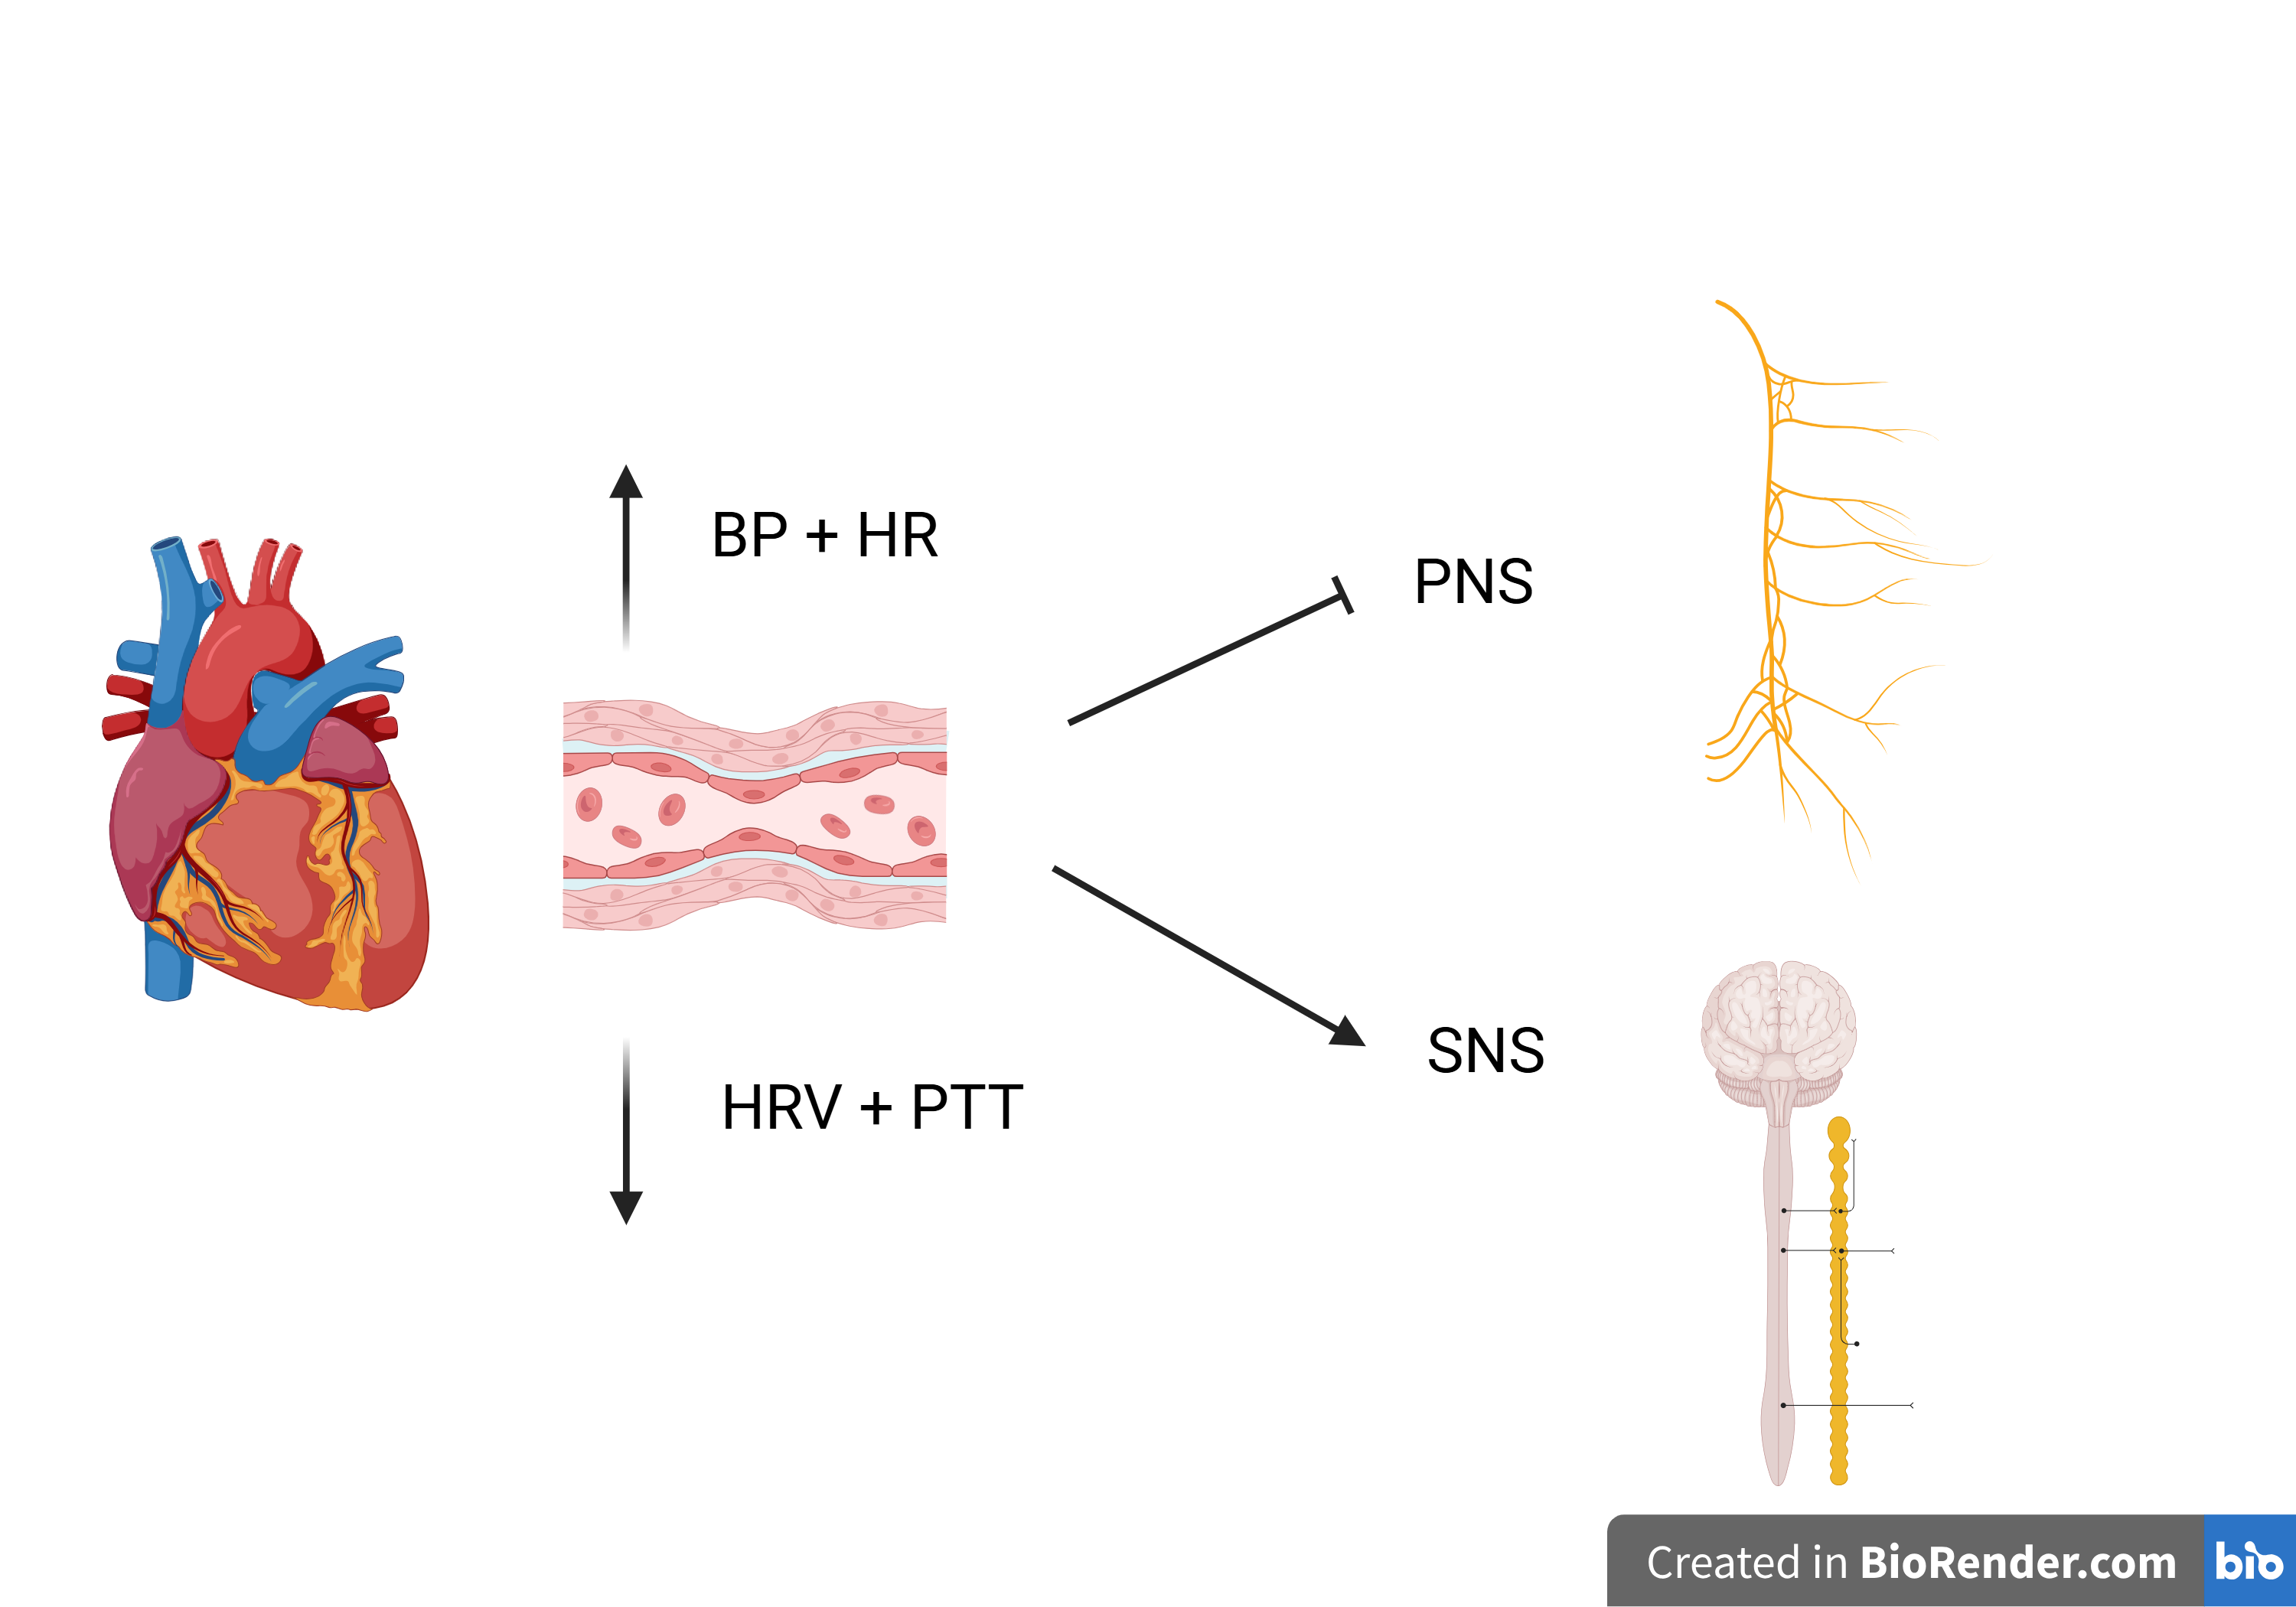 BP + HR
PNS
SNS
HRV + PTT
Created in BioRender.com bio